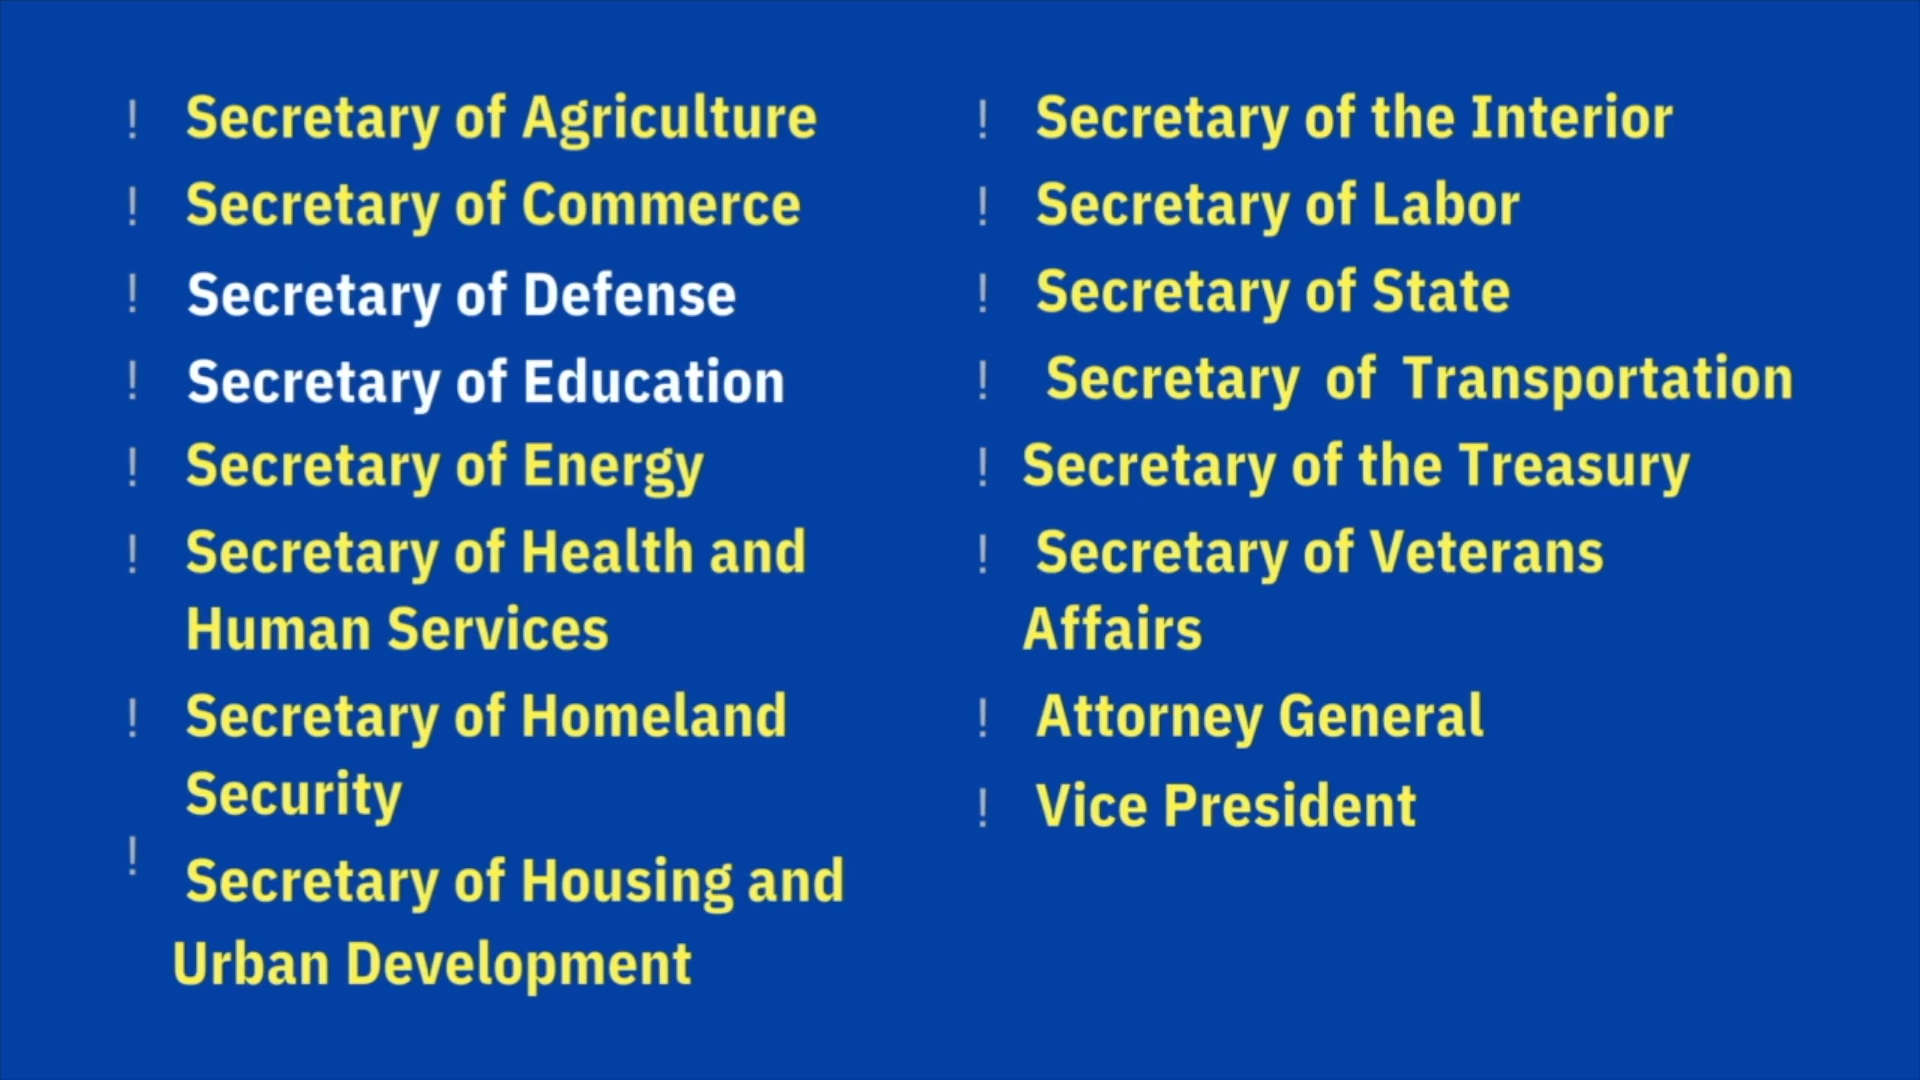 ! Secretary of Agriculture
! Secretary of Commerce
! Secretary of Defense
! Secretary of Education
! Secretary of Energy
! Secretary of Health and
Human Services
! Secretary of Homeland
Security
! Secretary of Housing and
Urban Development
! Secretary of the Interior
! Secretary of Labor
! Secretary of State
! Secretary of Transportation
! Secretary of the Treasury
! Secretary of Veterans
Affairs
! Attorney General
! Vice President